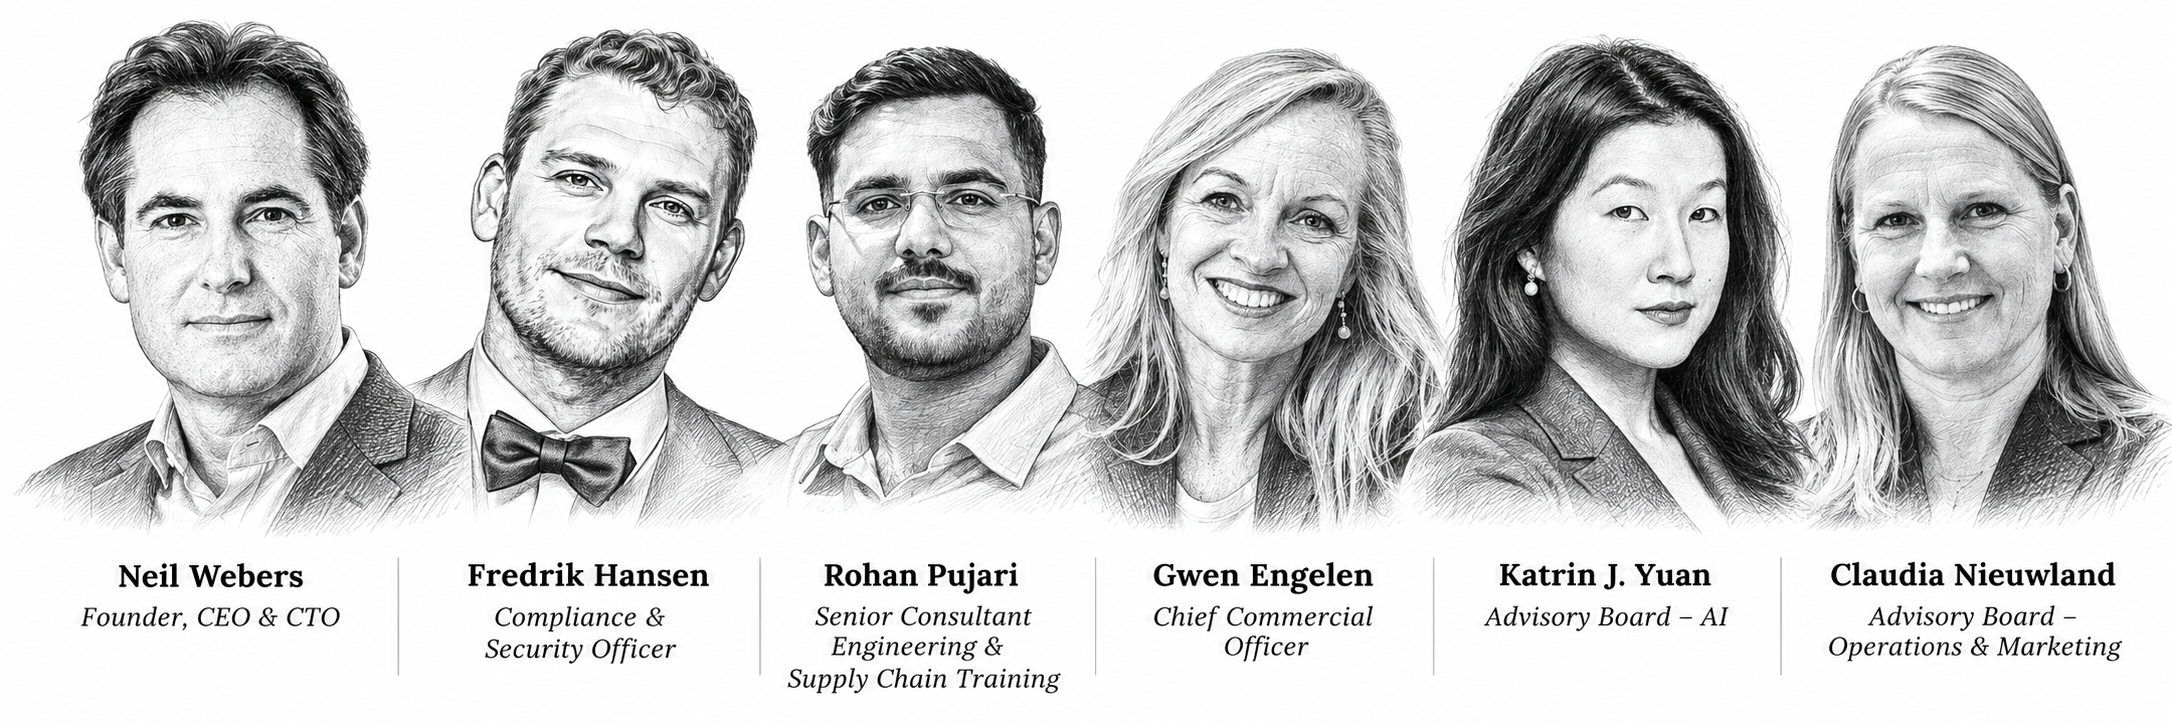 Neil Webers
Founder, CEO & CTO
Fredrik Hansen
Compliance &
Security Officer
Rohan Pujari
Senior Consultant
Engineering &
Supply Chain Training
Gwen Engelen
Chief Commercial
Officer
Katrin J. Yuan
Advisory Board – AI
Claudia Nieuwland
Advisory Board –
Operations & Marketing